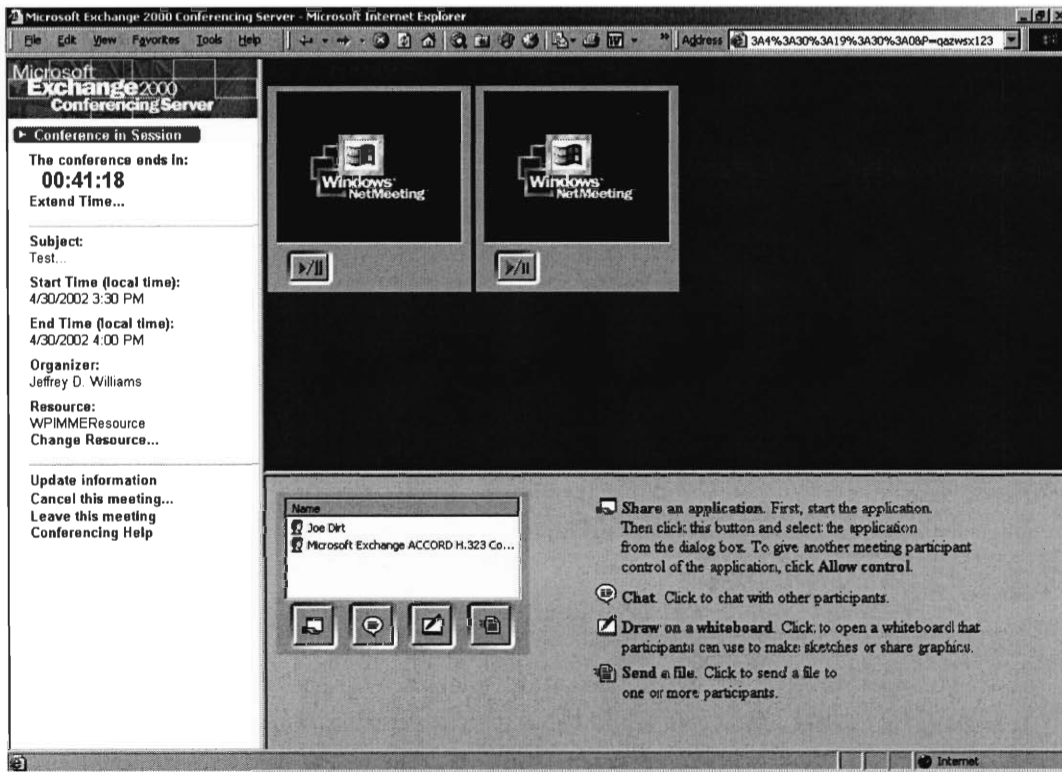 Microsoft Exchange 2000 Conferencing Server - Microsoft Internet Explorer
File Edit View Favorites Tools Help
Address 3A4%3A30%3A19%3A30%3A0&P=qazwsx123
Microsoft
Exchange 2000
Conferencing Server
Conference in Session
The conference ends in:
00:41:18
Extend Time...
Subject:
Test...
Start Time (local time):
4/30/2002 3:30 PM
End Time (local time):
4/30/2002 4:00 PM
Organizer:
Jeffrey D. Williams
Resource:
WPIMMEResource
Change Resource...
Update information
Cancel this meeting...
Leave this meeting
Conferencing Help
Windows
NetMeeting
Windows
NetMeeting
Name
Joe Dirt
Microsoft Exchange ACCORD H.323 Co...
Share an application. First, start the application.
Then click this button and select the application
from the dialog box. To give another meeting participant
control of the application, click Allow control.
Chat. Click to chat with other participants.
Draw on a whiteboard. Click to open a whiteboard that
participants can use to make sketches or share graphics.
Send a file. Click to send a file to
one or more participants.
Internet